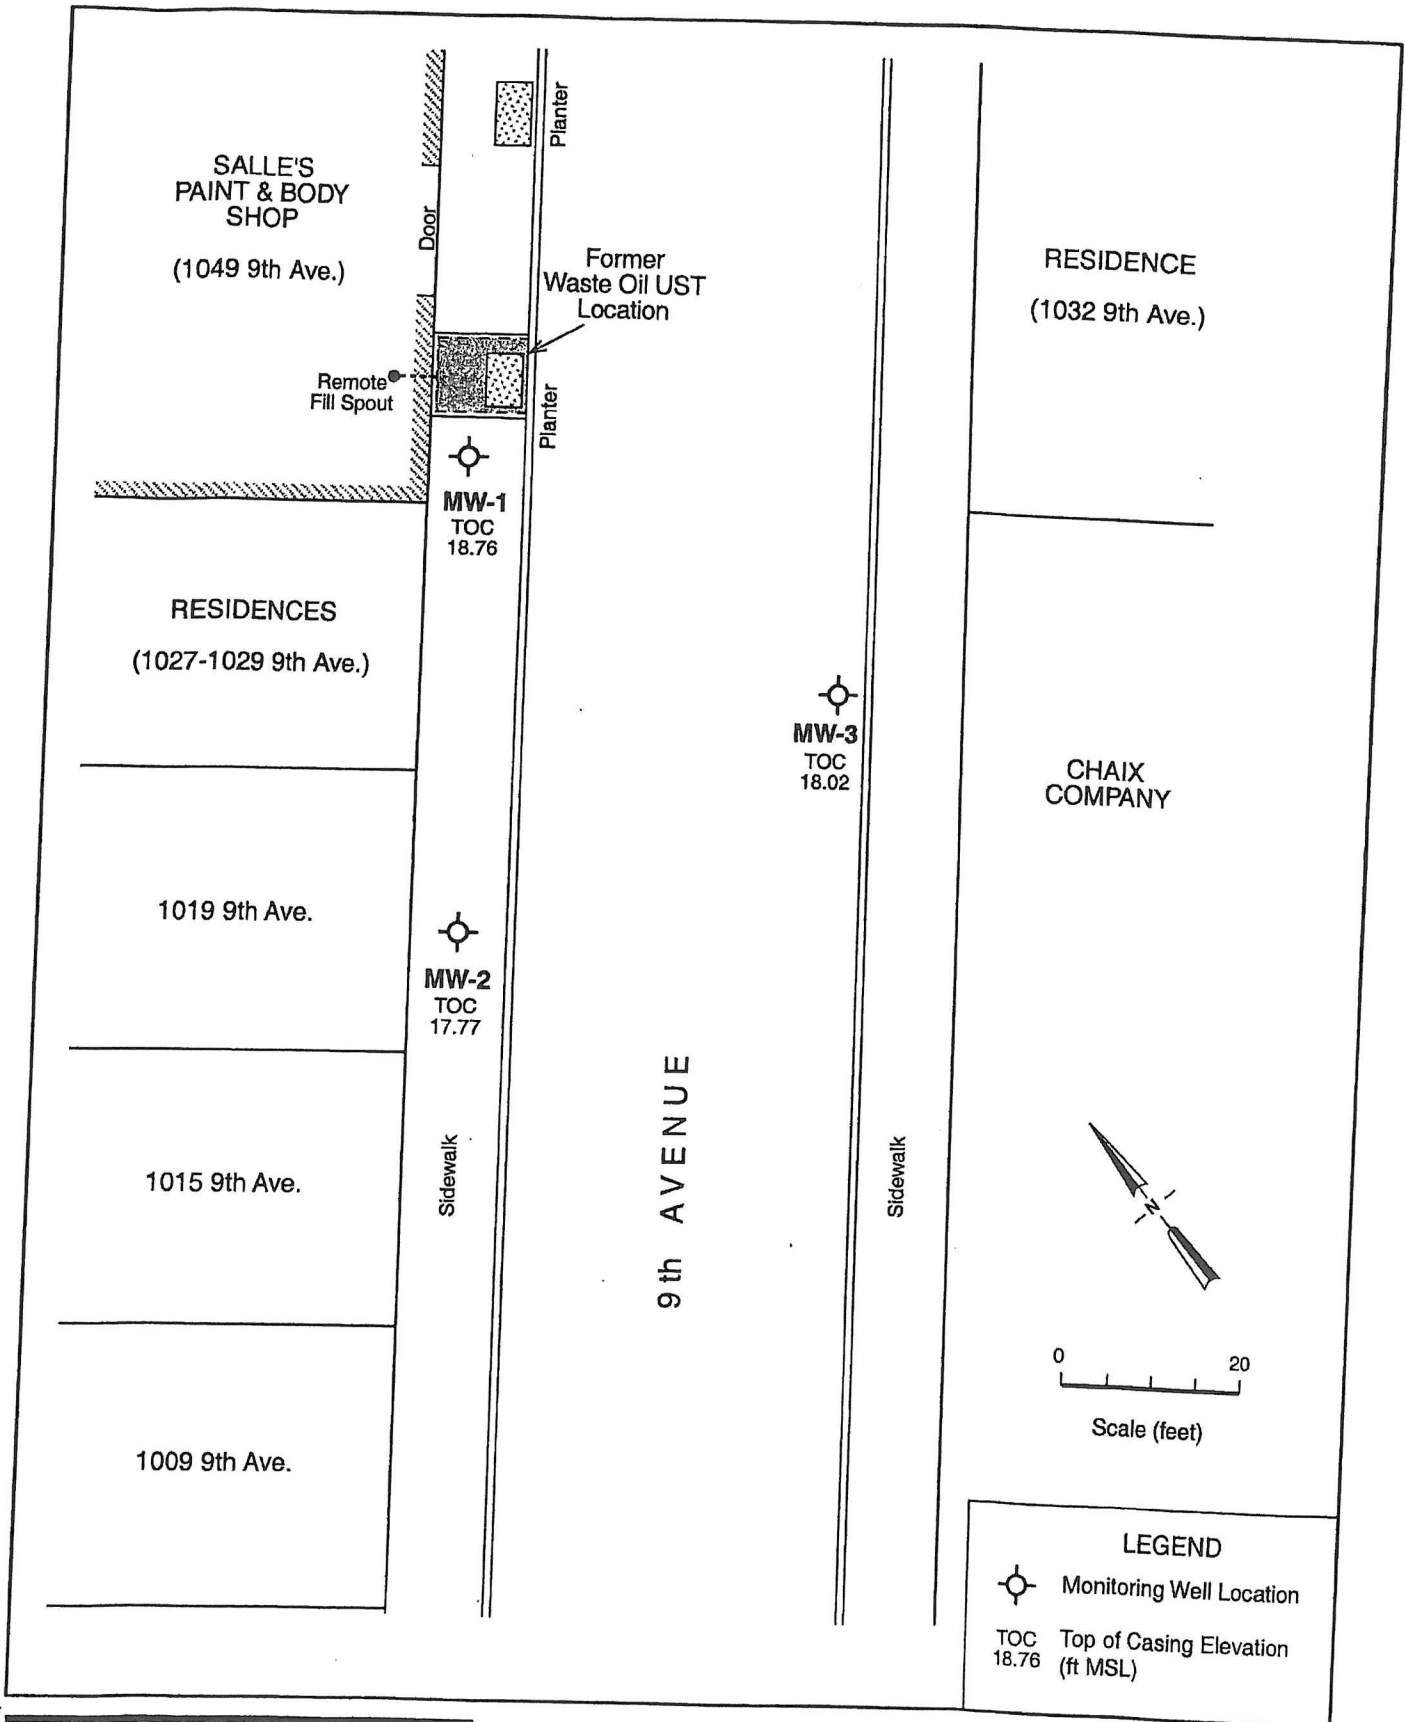 Planter
SALLE'S
PAINT & BODY
SHOP
(1049 9th Ave.)
Door
Former
Waste Oil UST
Location
RESIDENCE
(1032 9th Ave.)
Remote
Fill Spout
Planter
MW-1
TOC
18.76
RESIDENCES
(1027-1029 9th Ave.)
MW-3
TOC
18.02
CHAIX
COMPANY
1019 9th Ave.
MW-2
TOC
17.77
9th AVENUE
Sidewalk
Sidewalk
1015 9th Ave.
N
0 20
Scale (feet)
1009 9th Ave.
LEGEND
Monitoring Well Location
TOC
18.76
Top of Casing Elevation
(ft MSL)